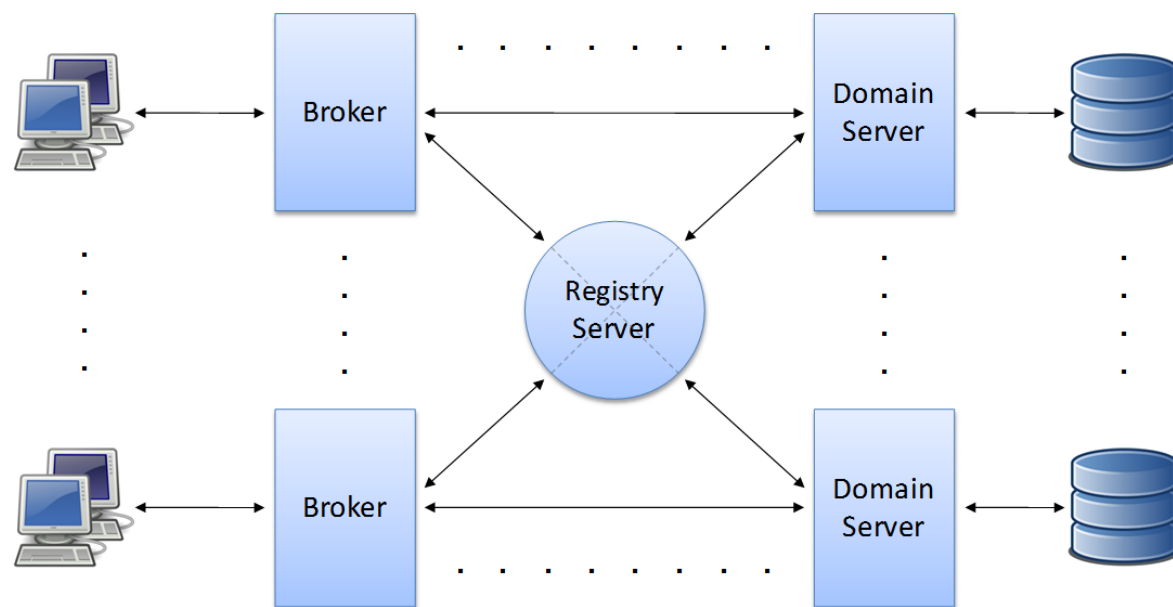 Broker
Domain
Server
Registry
Server
Broker
Domain
Server